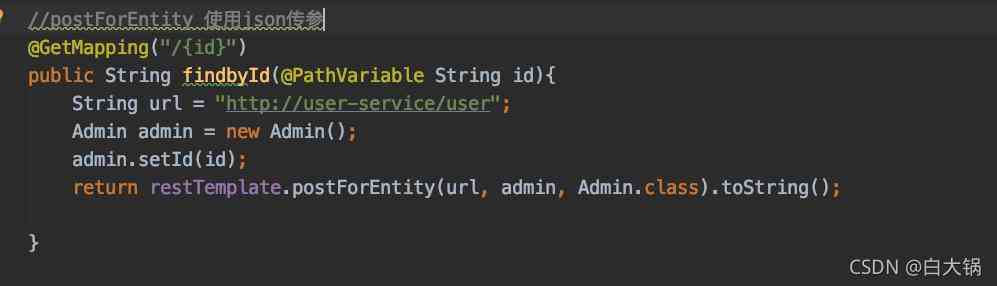 //postForEntity 使用json传参
@GetMapping("/{id}")
public String findbyId(@PathVariable String id){
    String url = "http://user-service/user";
    Admin admin = new Admin();
    admin.setId(id);
    return restTemplate.postForEntity(url, admin, Admin.class).toString();
}
CSDN @白大锅